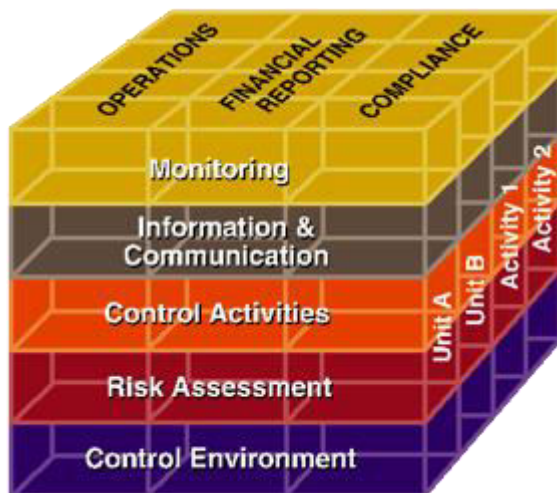 OPERATIONS
FINANCIAL
REPORTING
COMPLIANCE
Monitoring
Information &
Communication
Control Activities
Risk Assessment
Control Environment
Unit A
Unit B
Activity 1
Activity 2